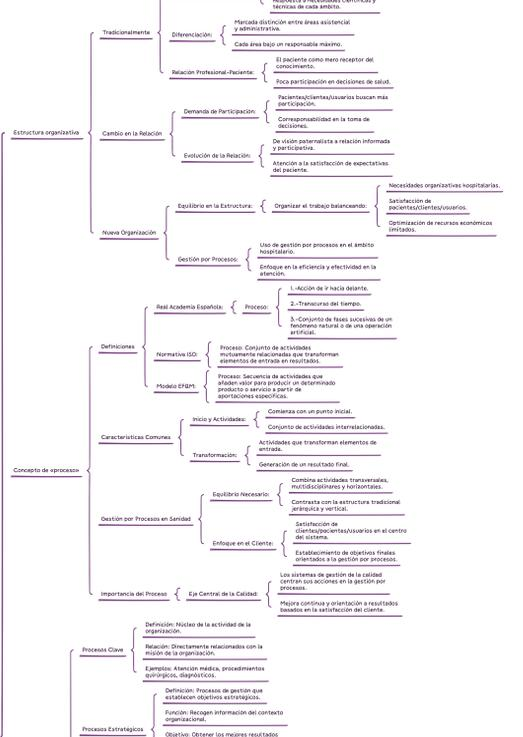 Respuesta a necesidades científicas y
técnicas de cada ámbito.
Tradicionalmente
Diferenciación:
Marcada distinción entre áreas asistencial
y administrativa.
Cada área bajo un responsable máximo.
Relación Profesional-Paciente:
El paciente como mero receptor del
conocimiento.
Poca participación en decisiones de salud.
Estructura organizativa
Cambio en la Relación
Demanda de Participación:
Pacientes/clientes/usuarios buscan más
participación.
Corresponsabilidad en la toma de
decisiones.
Evolución de la Relación:
De visión paternalista a relación informada
y participativa.
Atención a la satisfacción de expectativas
del paciente.
Nueva Organización
Equilibrio en la Estructura:
Organizar el trabajo balanceando:
Necesidades organizativas hospitalarias.
Satisfacción de
pacientes/clientes/usuarios.
Optimización de recursos económicos
limitados.
Gestión por Procesos:
Uso de gestión por procesos en el ámbito
hospitalario.
Enfoque en la eficiencia y efectividad en la
atención.
Concepto de «proceso»
Definiciones
Real Academia Española:
Proceso:
1.-Acción de ir hacia delante.
2.-Transcurso del tiempo.
3.-Conjunto de fases sucesivas de un
fenómeno natural o de una operación
artificial.
Normativa ISO:
Proceso: Conjunto de actividades
mutuamente relacionadas que transforman
elementos de entrada en resultados.
Modelo EFQM:
Proceso: Secuencia de actividades que
añaden valor para producir un determinado
producto o servicio a partir de
aportaciones específicas.
Características Comunes
Inicio y Actividades:
Comienza con un punto inicial.
Conjunto de actividades interrelacionadas.
Transformación:
Actividades que transforman elementos de
entrada.
Generación de un resultado final.
Gestión por Procesos en Sanidad
Equilibrio Necesario:
Combina actividades transversales,
multidisciplinares y horizontales.
Contrasta con la estructura tradicional
jerárquica y vertical.
Enfoque en el Cliente:
Satisfacción de
clientes/pacientes/usuarios en el centro
del sistema.
Establecimiento de objetivos finales
orientados a la gestión por procesos.
Importancia del Proceso
Eje Central de la Calidad:
Los sistemas de gestión de la calidad
centran sus acciones en la gestión por
procesos.
Mejora continua y orientación a resultados
basados en la satisfacción del cliente.
Procesos Clave
Definición: Núcleo de la actividad de la
organización.
Relación: Directamente relacionados con la
misión de la organización.
Ejemplos: Atención médica, procedimientos
quirúrgicos, diagnósticos.
Procesos Estratégicos
Definición: Procesos de gestión que
establecen objetivos estratégicos.
Función: Recogen información del contexto
organizacional.
Objetivo: Obtener los mejores resultados